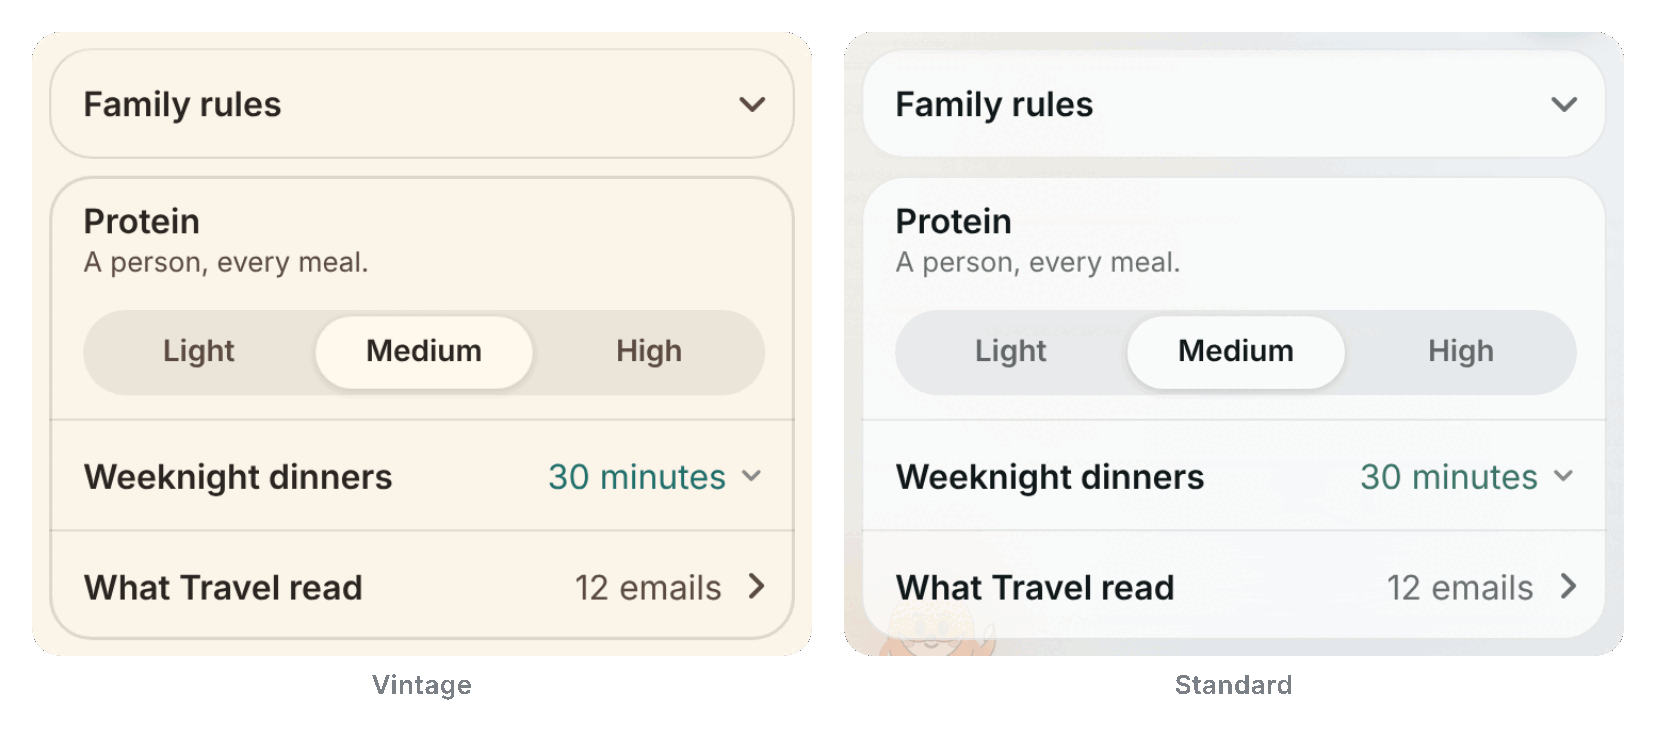 Family rules
Protein
A person, every meal.
Light Medium High
Weeknight dinners 30 minutes
What Travel read 12 emails
Vintage
Family rules
Protein
A person, every meal.
Light Medium High
Weeknight dinners 30 minutes
What Travel read 12 emails
Standard